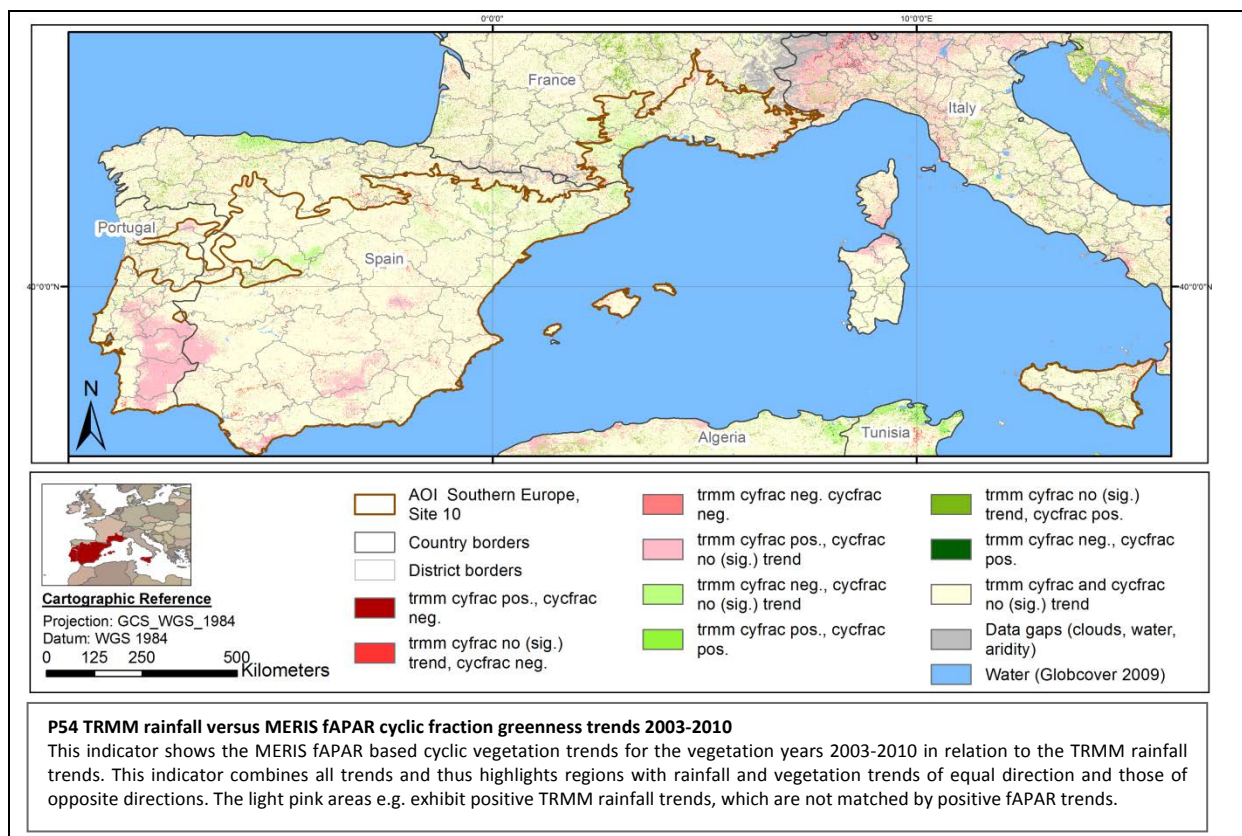 0°0'0"
10°0'0"E
France
Italy
Portugal
Spain
40°0'0"N
40°0'0"N
N
Algeria
Tunisia
Cartographic Reference
Projection: GCS_WGS_1984
Datum: WGS 1984
0 125 250 500
Kilometers
AOI Southern Europe,
Site 10
Country borders
District borders
trmm cyfrac pos., cycfrac
neg.
trmm cyfrac no (sig.)
trend, cycfrac neg.
trmm cyfrac neg. cycfrac
neg.
trmm cyfrac pos., cycfrac
no (sig.) trend
trmm cyfrac neg., cycfrac
no (sig.) trend
trmm cyfrac pos., cycfrac
pos.
trmm cyfrac no (sig.)
trend, cycfrac pos.
trmm cyfrac neg., cycfrac
pos.
trmm cyfrac and cycfrac
no (sig.) trend
Data gaps (clouds, water,
aridity)
Water (Globcover 2009)
P54 TRMM rainfall versus MERIS fAPAR cyclic fraction greenness trends 2003-2010
This indicator shows the MERIS fAPAR based cyclic vegetation trends for the vegetation years 2003-2010 in relation to the TRMM rainfall
trends. This indicator combines all trends and thus highlights regions with rainfall and vegetation trends of equal direction and those of
opposite directions. The light pink areas e.g. exhibit positive TRMM rainfall trends, which are not matched by positive fAPAR trends.